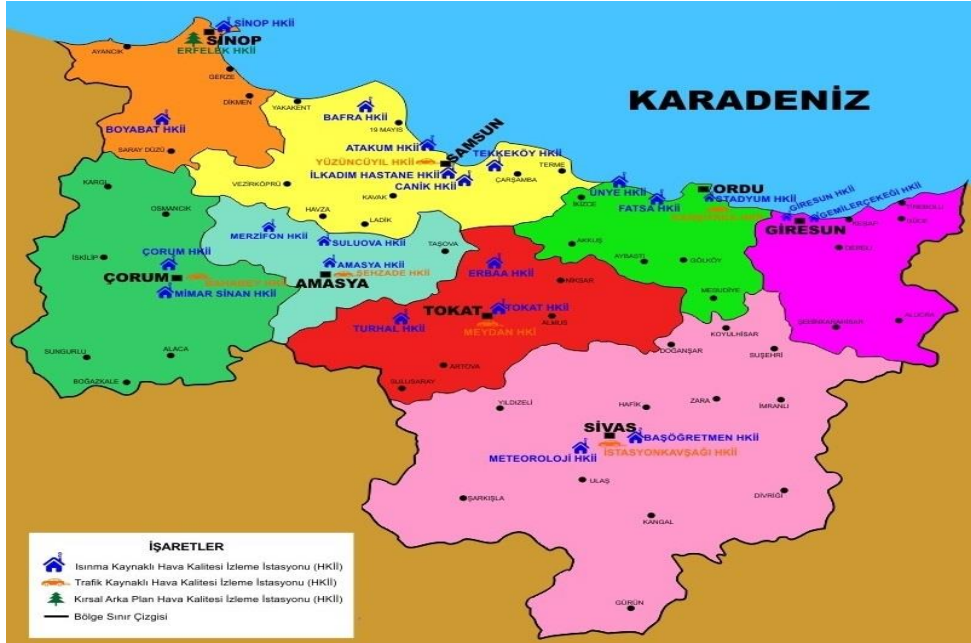 SİNOP HKİİ
SİNOP
ERFELEK HKİİ
AYANCIK
GERZE
DİKMEN
BOYABAT HKİİ
SARAY DÜZÜ
KARADENİZ
YAKAKENT
BAFRA HKİİ
19 MAYIS
ATAKUM HKİİ
SAMSUN
YÜZÜNCÜYIL HKİİ
İLKADIM HASTANE HKİİ
CANİK HKİİ
TEKKEKÖY HKİİ
TERME
ÇARŞAMBA
VEZİRKÖPRÜ
KAVAK
HAVZA
LADİK
KARGI
OSMANCIK
İSKİLİP
ÇORUM HKİİ
ÇORUM
MİMAR SİNAN HKİİ
SUNGURLU
ALACA
BOĞAZKALE
MERZİFON HKİİ
SULUOVA HKİİ
TAŞOVA
AMASYA HKİİ
ŞEHZADE HKİİ
AMASYA
ÜNYE HKİİ
İKİZCE
FATSA HKİİ
ORDU
STADYUM HKİİ
AKKUŞ
AYBASTI
GÖLKÖY
MESUDİYE
GİRESUN HKİİ
GEMİLERÇEKEĞİ HKİİ
GİRESUN
KEŞAP
DERELİ
ŞEBİNKARAHİSAR
ALUCRA
ERBAA HKİİ
NİKSAR
TOKAT
TOKAT HKİİ
TURHAL HKİİ
MEYDAN HKİ
ALMUS
ARTOVA
SULUSARAY
KOYULHİSAR
DOĞANŞAR
SUŞEHRİ
YILDIZELİ
HAFİK
ZARA
İMRANLI
SİVAS
BAŞÖĞRETMEN HKİİ
METEOROLOJİ HKİİ
İSTASYONKAVŞAĞI HKİİ
ULAŞ
ŞARKIŞLA
DİVRİĞİ
KANGAL
GÜRÜN
İŞARETLER
Isınma Kaynaklı Hava Kalitesi İzleme İstasyonu (HKİİ)
Trafik Kaynaklı Hava Kalitesi İzleme İstasyonu (HKİİ)
Kırsal Arka Plan Hava Kalitesi İzleme İstasyonu (HKİİ)
Bölge Sınır Çizgisi